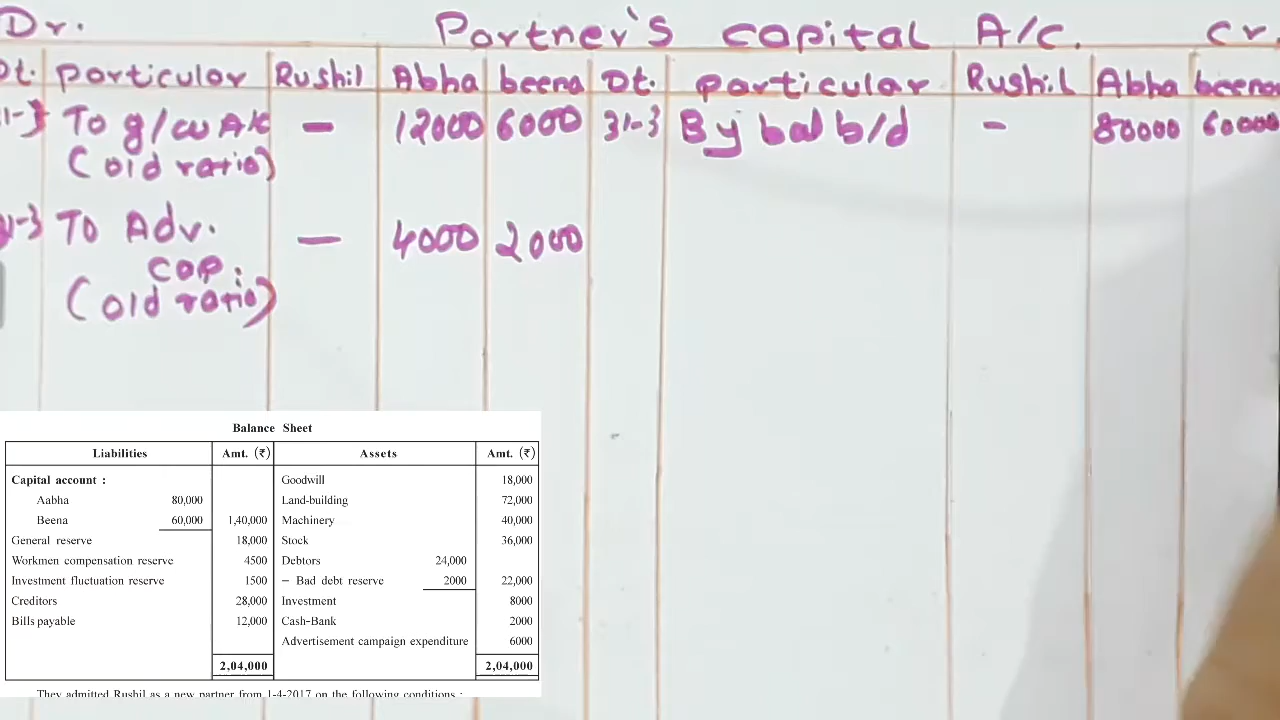 Dr. Partner's capital A/c. Cr.
Dt. particular Rushil Abha beena Dt. particular Rushil Abha beena
31-3 To g/w A/c - 12000 6000 31-3 By bal b/d - 80000 60000
(old ratio)
31-3 To Adv. - 4000 2000
cap.
(old ratio)
Balance Sheet
Liabilities Amt. (₹) Assets Amt. (₹)
Capital account : Goodwill 18,000
Aabha 80,000 Land-building 72,000
Beena 60,000 1,40,000 Machinery 40,000
General reserve 18,000 Stock 36,000
Workmen compensation reserve 4500 Debtors 24,000
Investment fluctuation reserve 1500 – Bad debt reserve 2000 22,000
Creditors 28,000 Investment 8000
Bills payable 12,000 Cash-Bank 2000
Advertisement campaign expenditure 6000
2,04,000 2,04,000
They admitted Rushil as a new partner from 1-4-2017 on the following conditions :